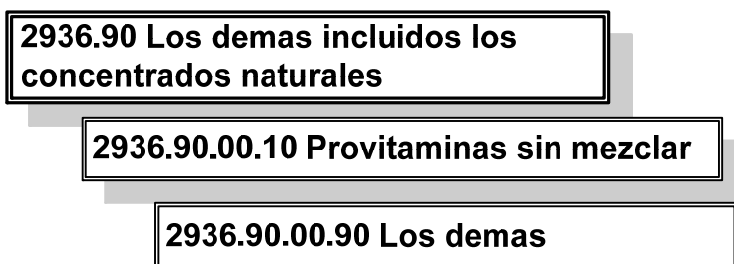 2936.90 Los demas incluidos los
concentrados naturales
2936.90.00.10 Provitaminas sin mezclar
2936.90.00.90 Los demas